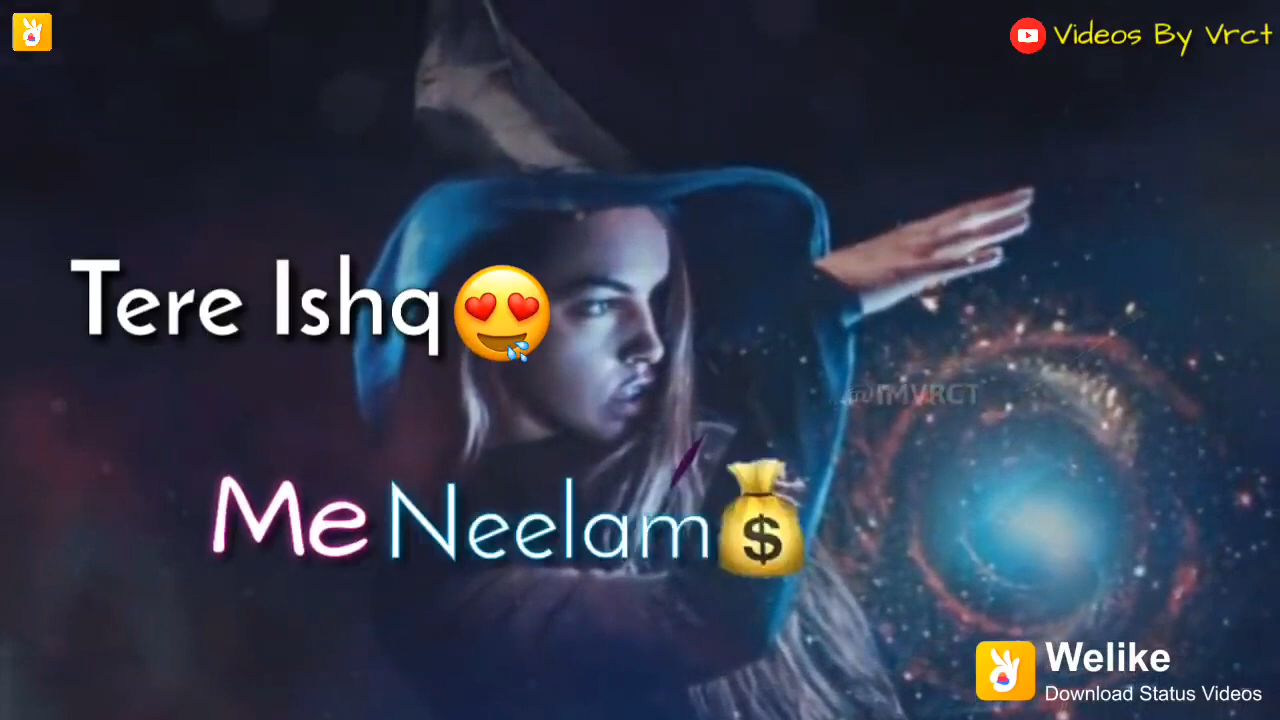 Videos By Vrct
Tere Ishq😍
@IMVRCT
Me Neelam💰
Welike
Download Status Videos